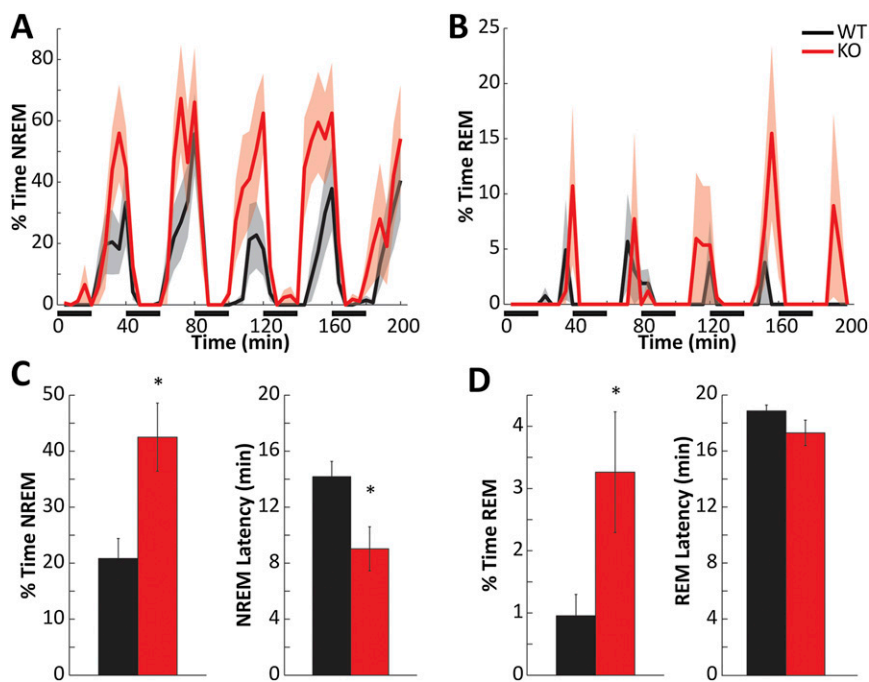 A
% Time NREM
80
60
40
20
0
0 40 80 120 160 200
Time (min)
B
WT
KO
% Time REM
25
20
15
10
5
0
0 40 80 120 160 200
Time (min)
C
% Time NREM
50
40
30
20
10
0
*
NREM Latency (min)
20
16
12
8
4
0
*
D
% Time REM
4
3
2
1
0
*
REM Latency (min)
20
16
12
8
4
0